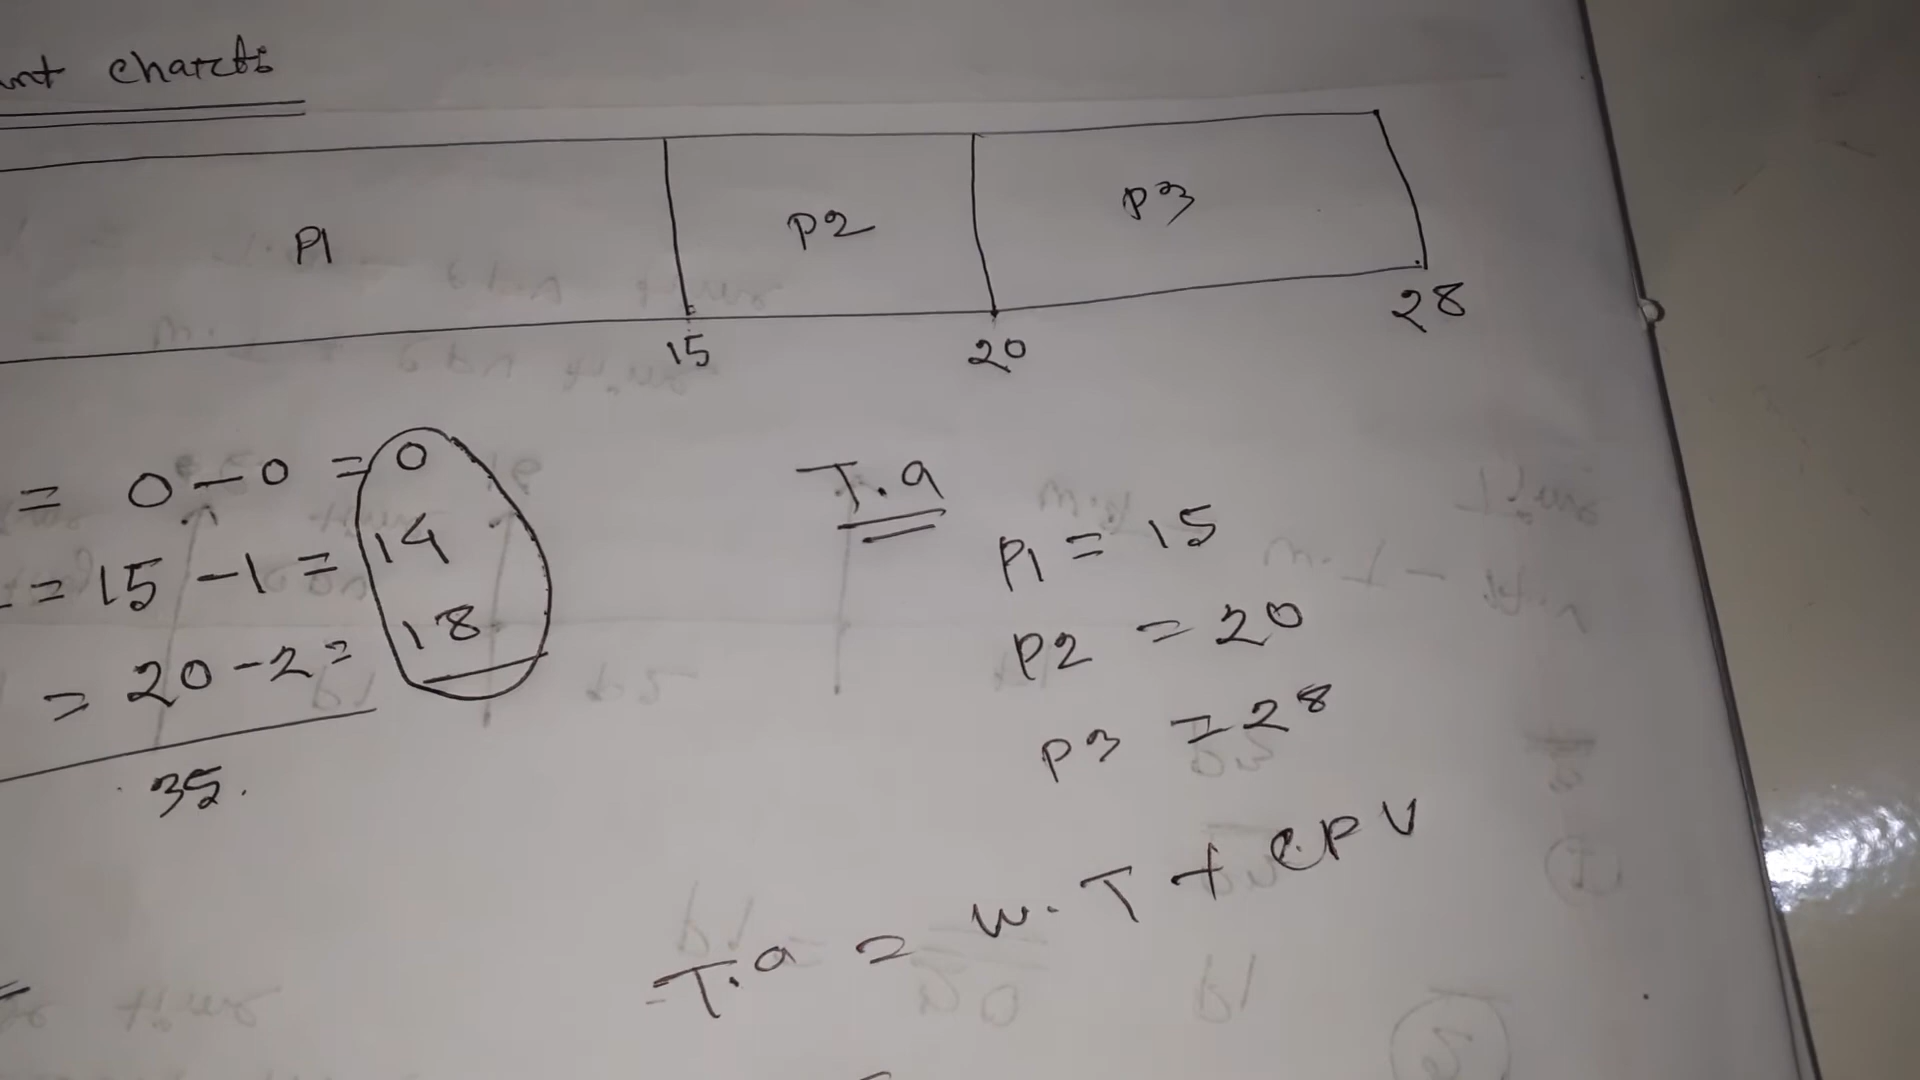 charts
P1 P2 P3
15 20 28
= 0-0 = 0
= 15-1 = 14
= 20-2 = 18
35.
T.a
P1 = 15
P2 = 20
P3 = 28
T.a = W.T + CPU